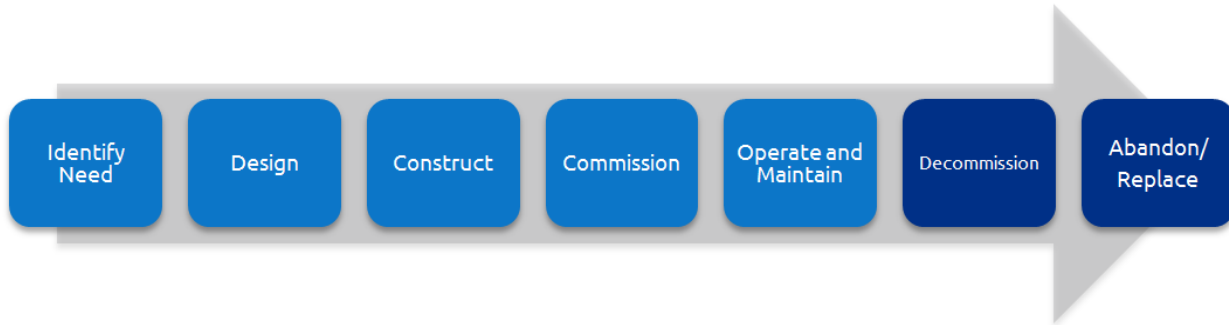 Identify
Need
Design
Construct
Commission
Operate and
Maintain
Decommission
Abandon/
Replace